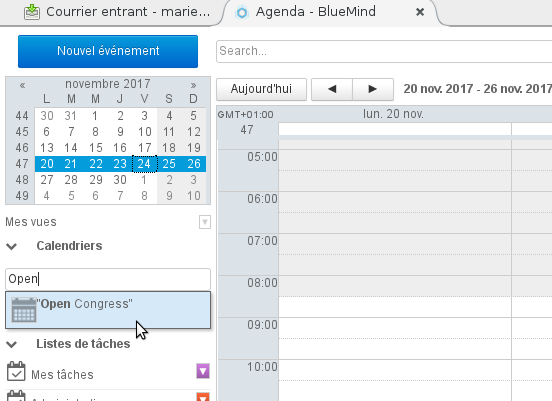 Courrier entrant - marie...
Agenda - BlueMind
Nouvel événement
Search...
« novembre 2017 »
L M M J V S D
44 30 31 1 2 3 4 5
45 6 7 8 9 10 11 12
46 13 14 15 16 17 18 19
47 20 21 22 23 24 25 26
48 27 28 29 30 1 2 3
49 4 5 6 7 8 9 10
Aujourd'hui
20 nov. 2017 - 26 nov. 2017
GMT+01:00
lun. 20 nov.
47
05:00
06:00
07:00
08:00
09:00
10:00
Mes vues
Calendriers
Open
"Open Congress"
Listes de tâches
Mes tâches